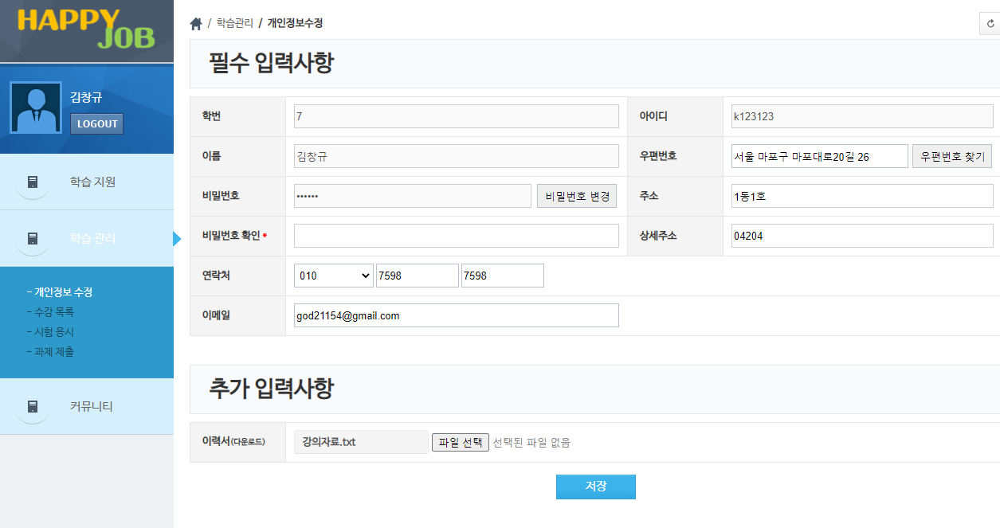 HAPPY
JOB
김창규
LOGOUT
학습 지원
학습 관리
- 개인정보 수정
- 수강 목록
- 시험 응시
- 과제 제출
커뮤니티
/ 학습관리 / 개인정보수정
필수 입력사항
학번 7 아이디 k123123
이름 김창규 우편번호 서울 마포구 마포대로20길 26 우편번호 찾기
비밀번호 •••••• 비밀번호 변경 주소 1동1호
비밀번호 확인 * 상세주소 04204
연락처 010 7598 7598
이메일 god21154@gmail.com
추가 입력사항
이력서(다운로드) 강의자료.txt 파일 선택 선택된 파일 없음
저장